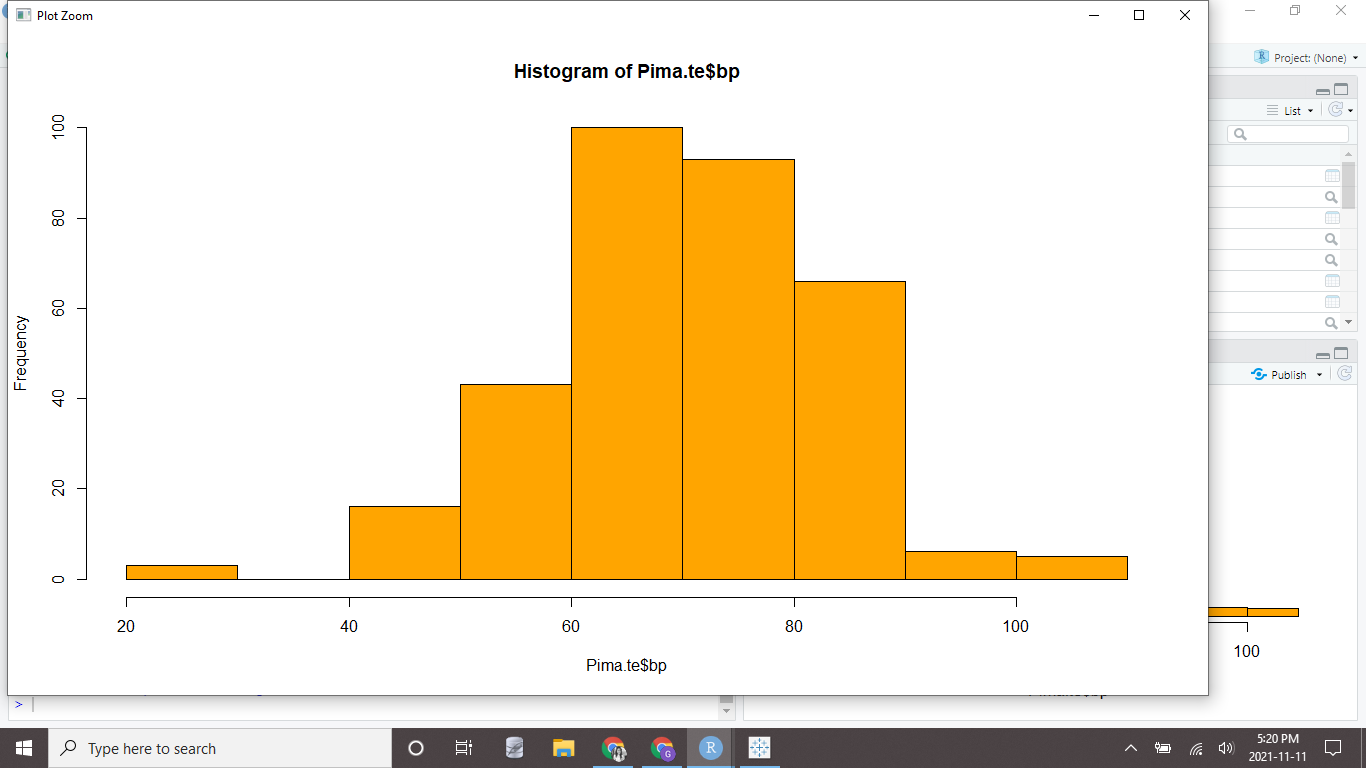 Plot Zoom
Project: (None)
Histogram of Pima.te$bp
List
Frequency
100
80
60
40
20
0
20 40 60 80 100
Pima.te$bp
Publish
100
>
Type here to search
R
G
R
5:20 PM
2021-11-11